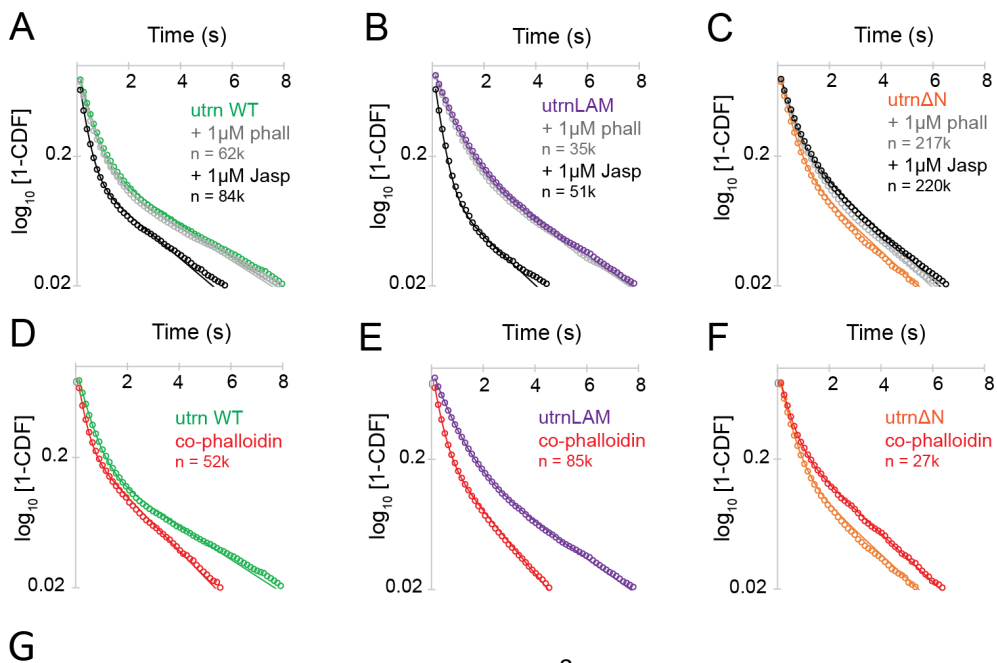 A
Time (s)
2 4 6 8
log10 [1-CDF]
0.2
0.02
utrn WT
+ 1µM phall
n = 62k
+ 1µM Jasp
n = 84k
B
Time (s)
2 4 6 8
log10 [1-CDF]
0.2
0.02
utrnLAM
+ 1µM phall
n = 35k
+ 1µM Jasp
n = 51k
C
Time (s)
2 4 6 8
log10 [1-CDF]
0.2
0.02
utrnΔN
+ 1µM phall
n = 217k
+ 1µM Jasp
n = 220k
D
Time (s)
2 4 6 8
log10 [1-CDF]
0.2
0.02
utrn WT
co-phalloidin
n = 52k
E
Time (s)
2 4 6 8
log10 [1-CDF]
0.2
0.02
utrnLAM
co-phalloidin
n = 85k
F
Time (s)
2 4 6 8
log10 [1-CDF]
0.2
0.02
utrnΔN
co-phalloidin
n = 27k
G